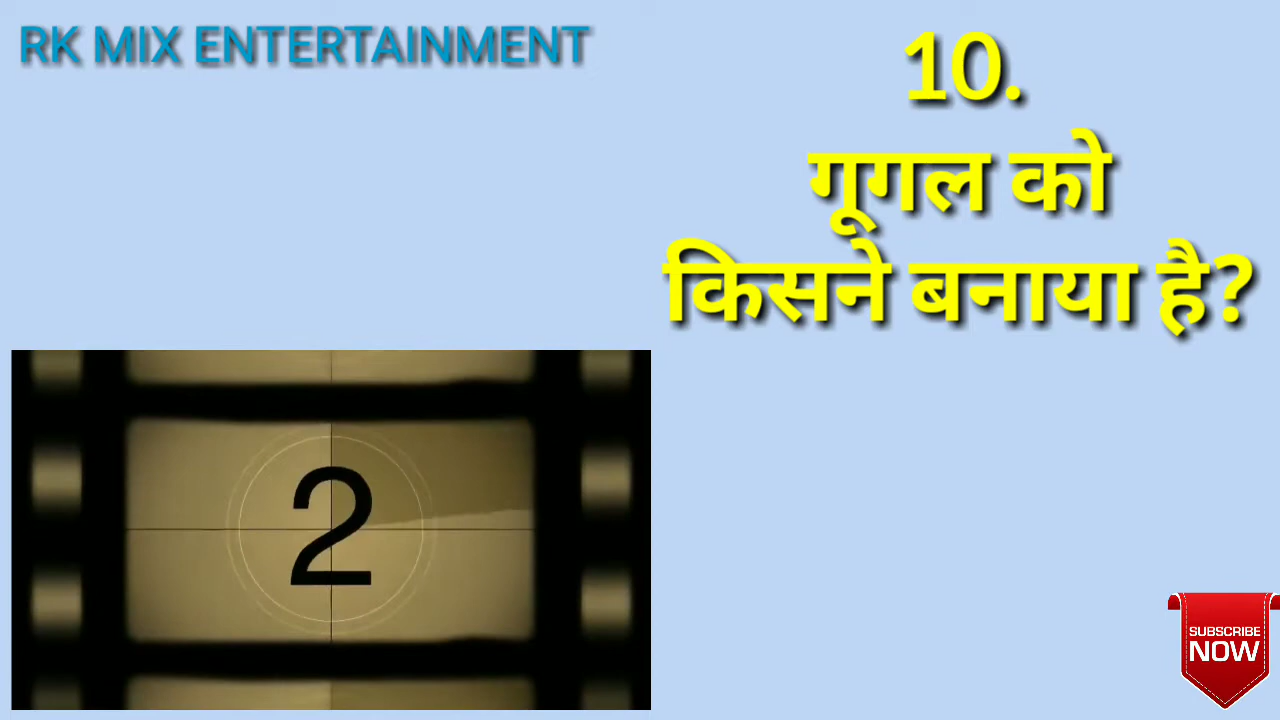 RK MIX ENTERTAINMENT
10.
गूगल को
किसने बनाया है?
2
SUBSCRIBE
NOW